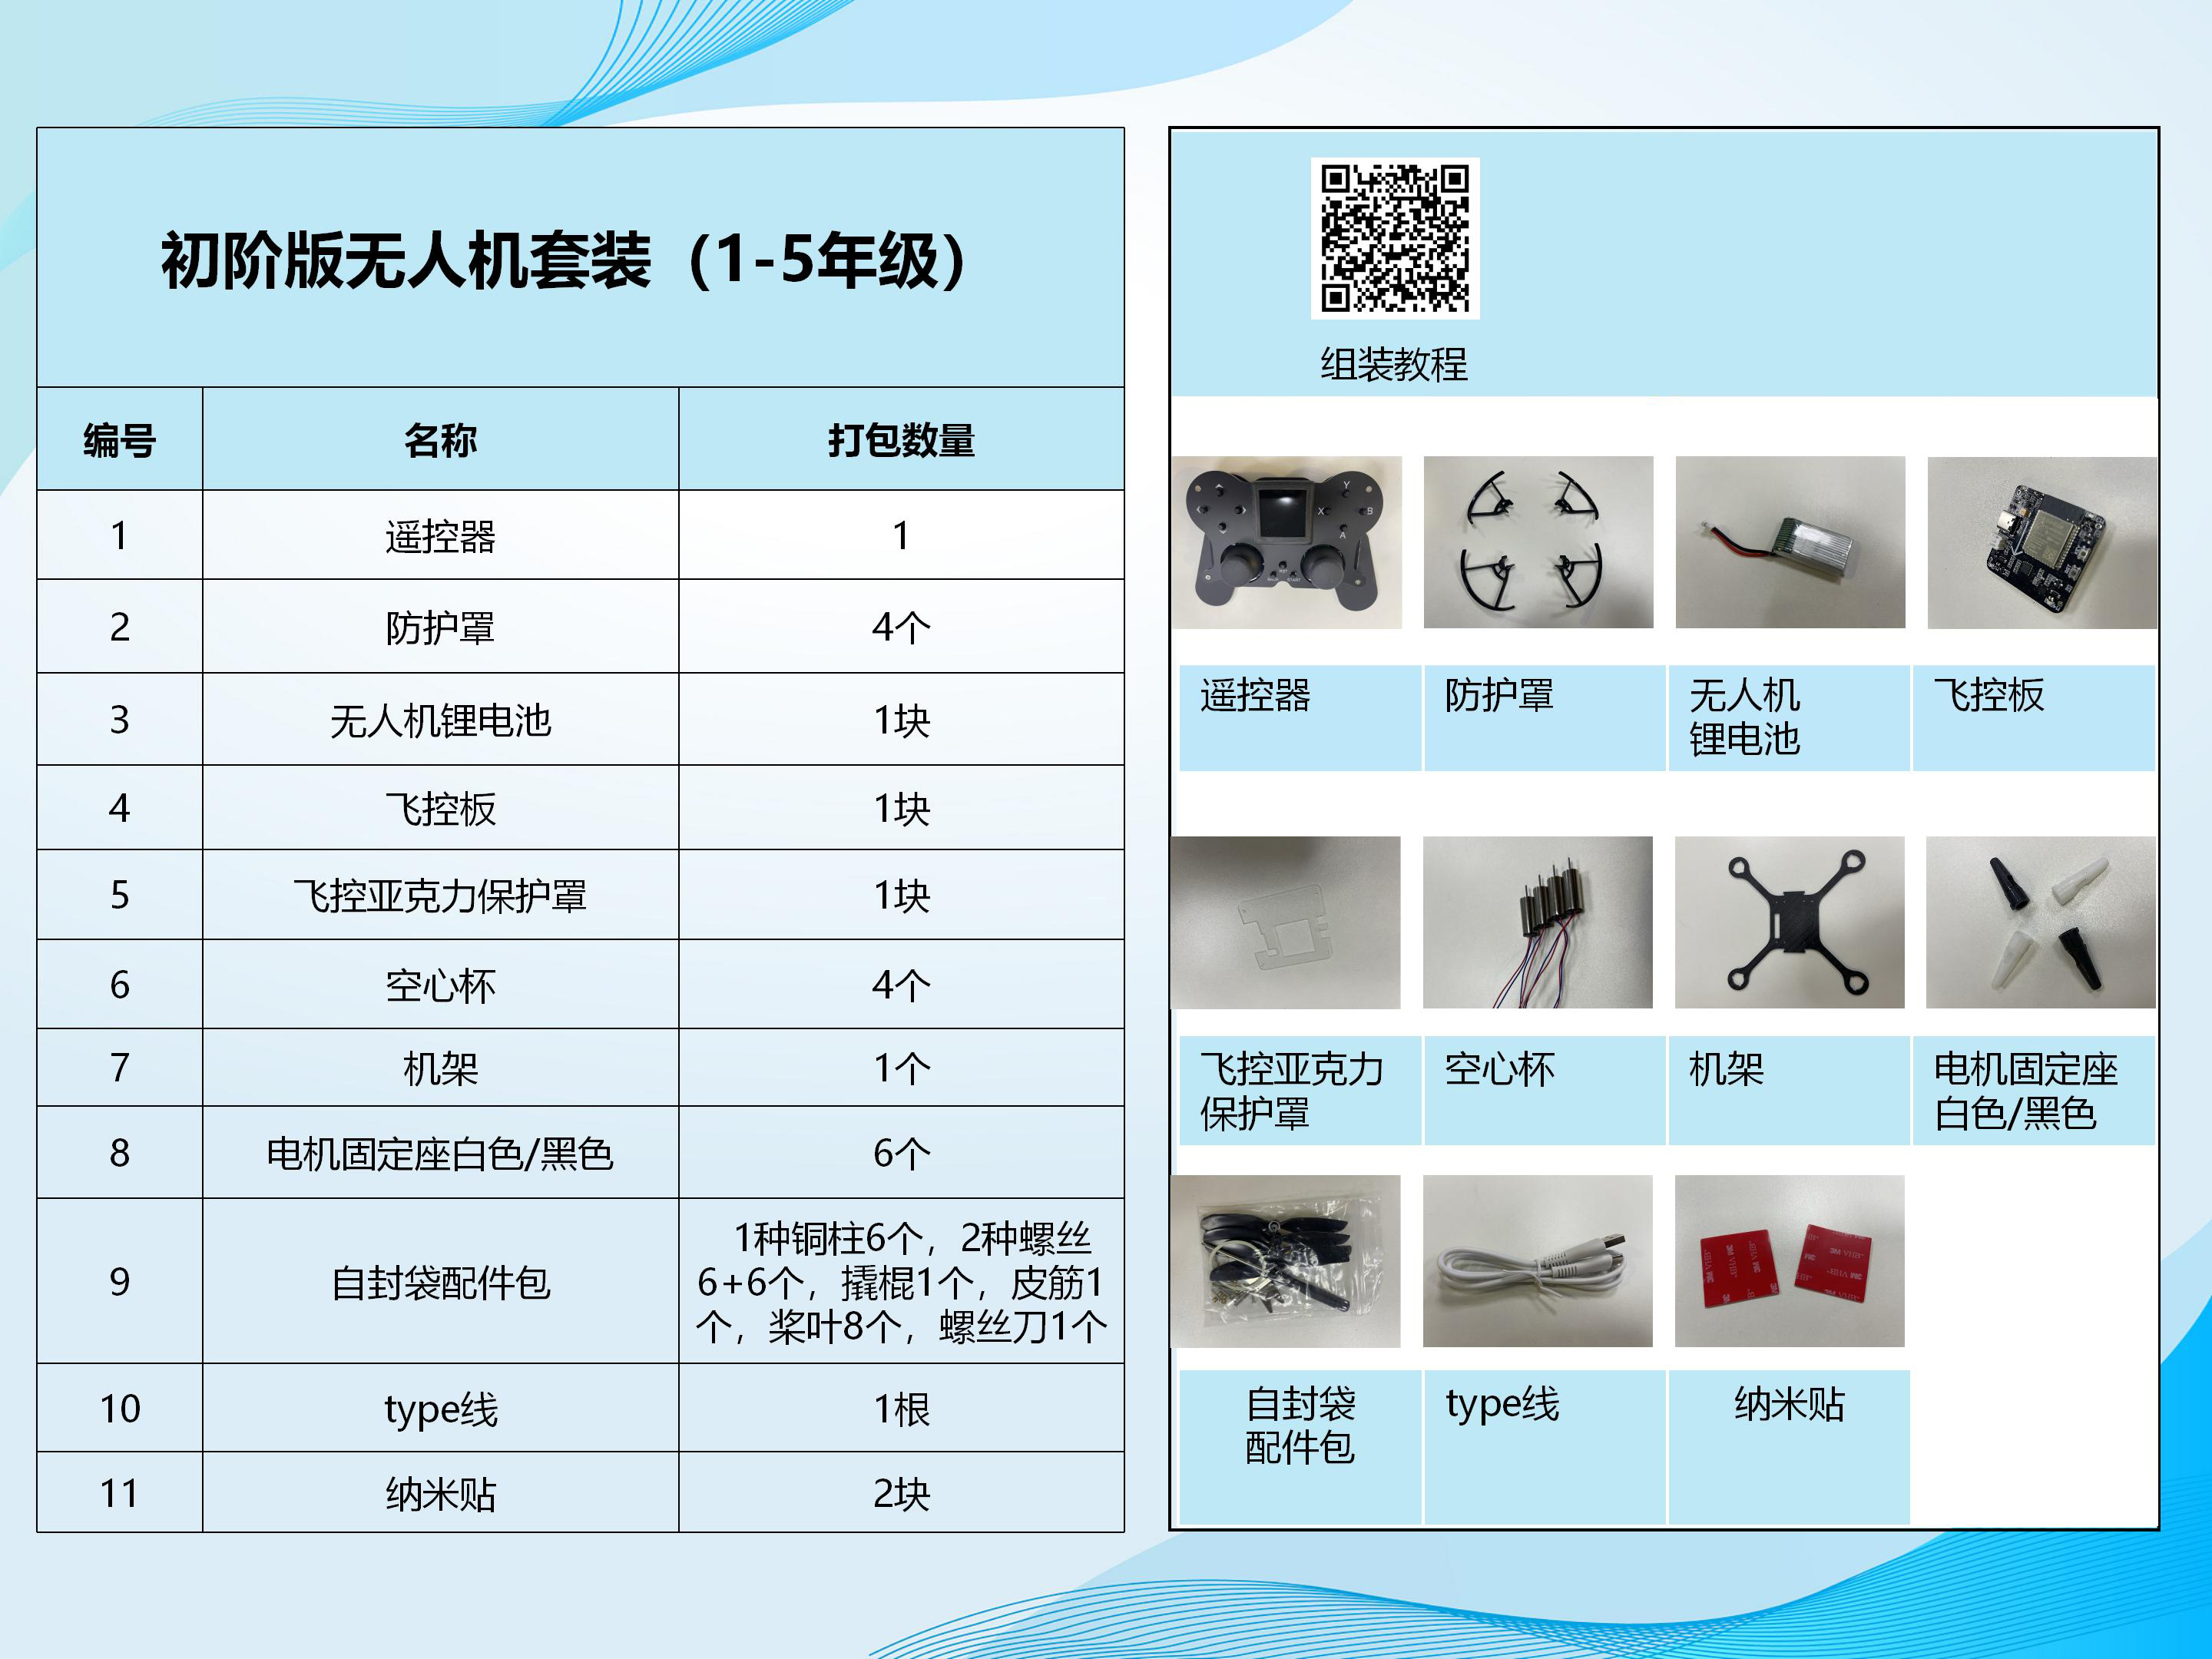 初阶版无人机套装（1-5年级）
编号 名称 打包数量
1 遥控器 1
2 防护罩 4个
3 无人机锂电池 1块
4 飞控板 1块
5 飞控亚克力保护罩 1块
6 空心杯 4个
7 机架 1个
8 电机固定座白色/黑色 6个
9 自封袋配件包 1种铜柱6个，2种螺丝
6+6个，撬棍1个，皮筋1
个，桨叶8个，螺丝刀1个
10 type线 1根
11 纳米贴 2块
组装教程
Y
X B
A
遥控器
防护罩
无人机
锂电池
飞控板
飞控亚克力
保护罩
空心杯
机架
电机固定座
白色/黑色
3M VHB
3M VHB
自封袋
配件包
type线
纳米贴